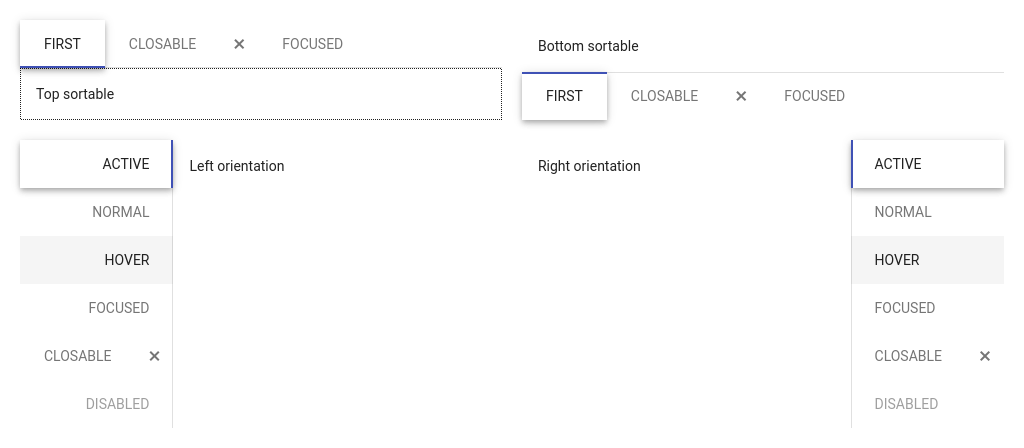 FIRST CLOSABLE × FOCUSED
Top sortable
Bottom sortable
FIRST CLOSABLE × FOCUSED
ACTIVE
NORMAL
HOVER
FOCUSED
CLOSABLE ×
DISABLED
Left orientation
Right orientation
ACTIVE
NORMAL
HOVER
FOCUSED
CLOSABLE ×
DISABLED